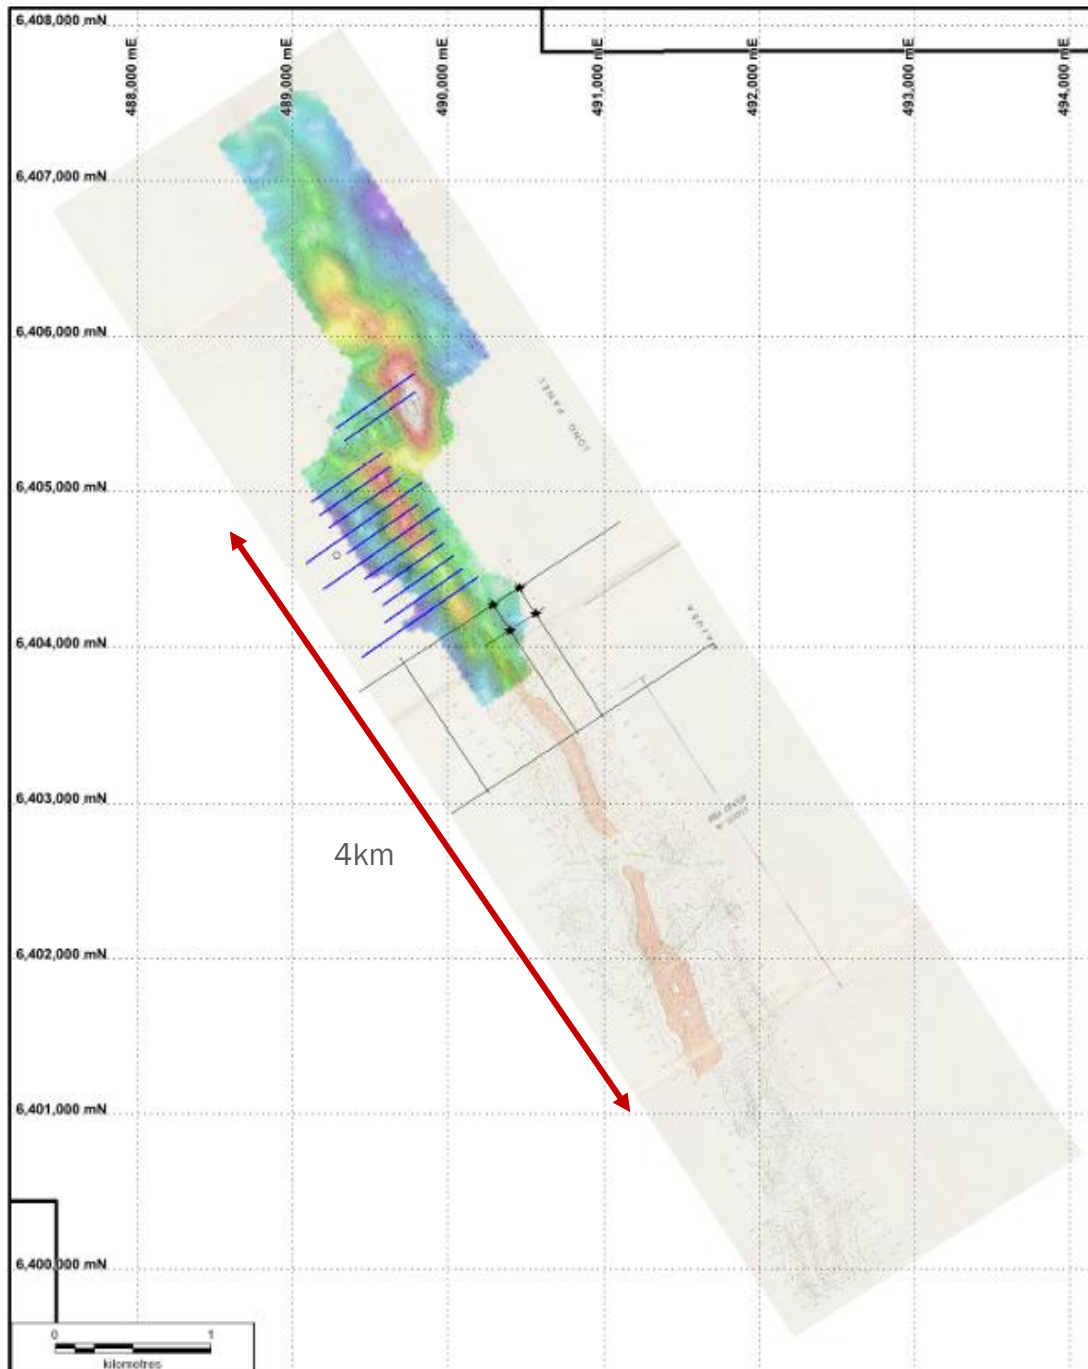 6,408,000 mN
488,000 mE
489,000 mE
490,000 mE
491,000 mE
492,000 mE
493,000 mE
494,000 mE
6,407,000 mN
6,406,000 mN
LONG PANEL
6,405,000 mN
6,404,000 mN
6,403,000 mN
4km
6,402,000 mN
6,401,000 mN
6,400,000 mN
0 1
kilometres